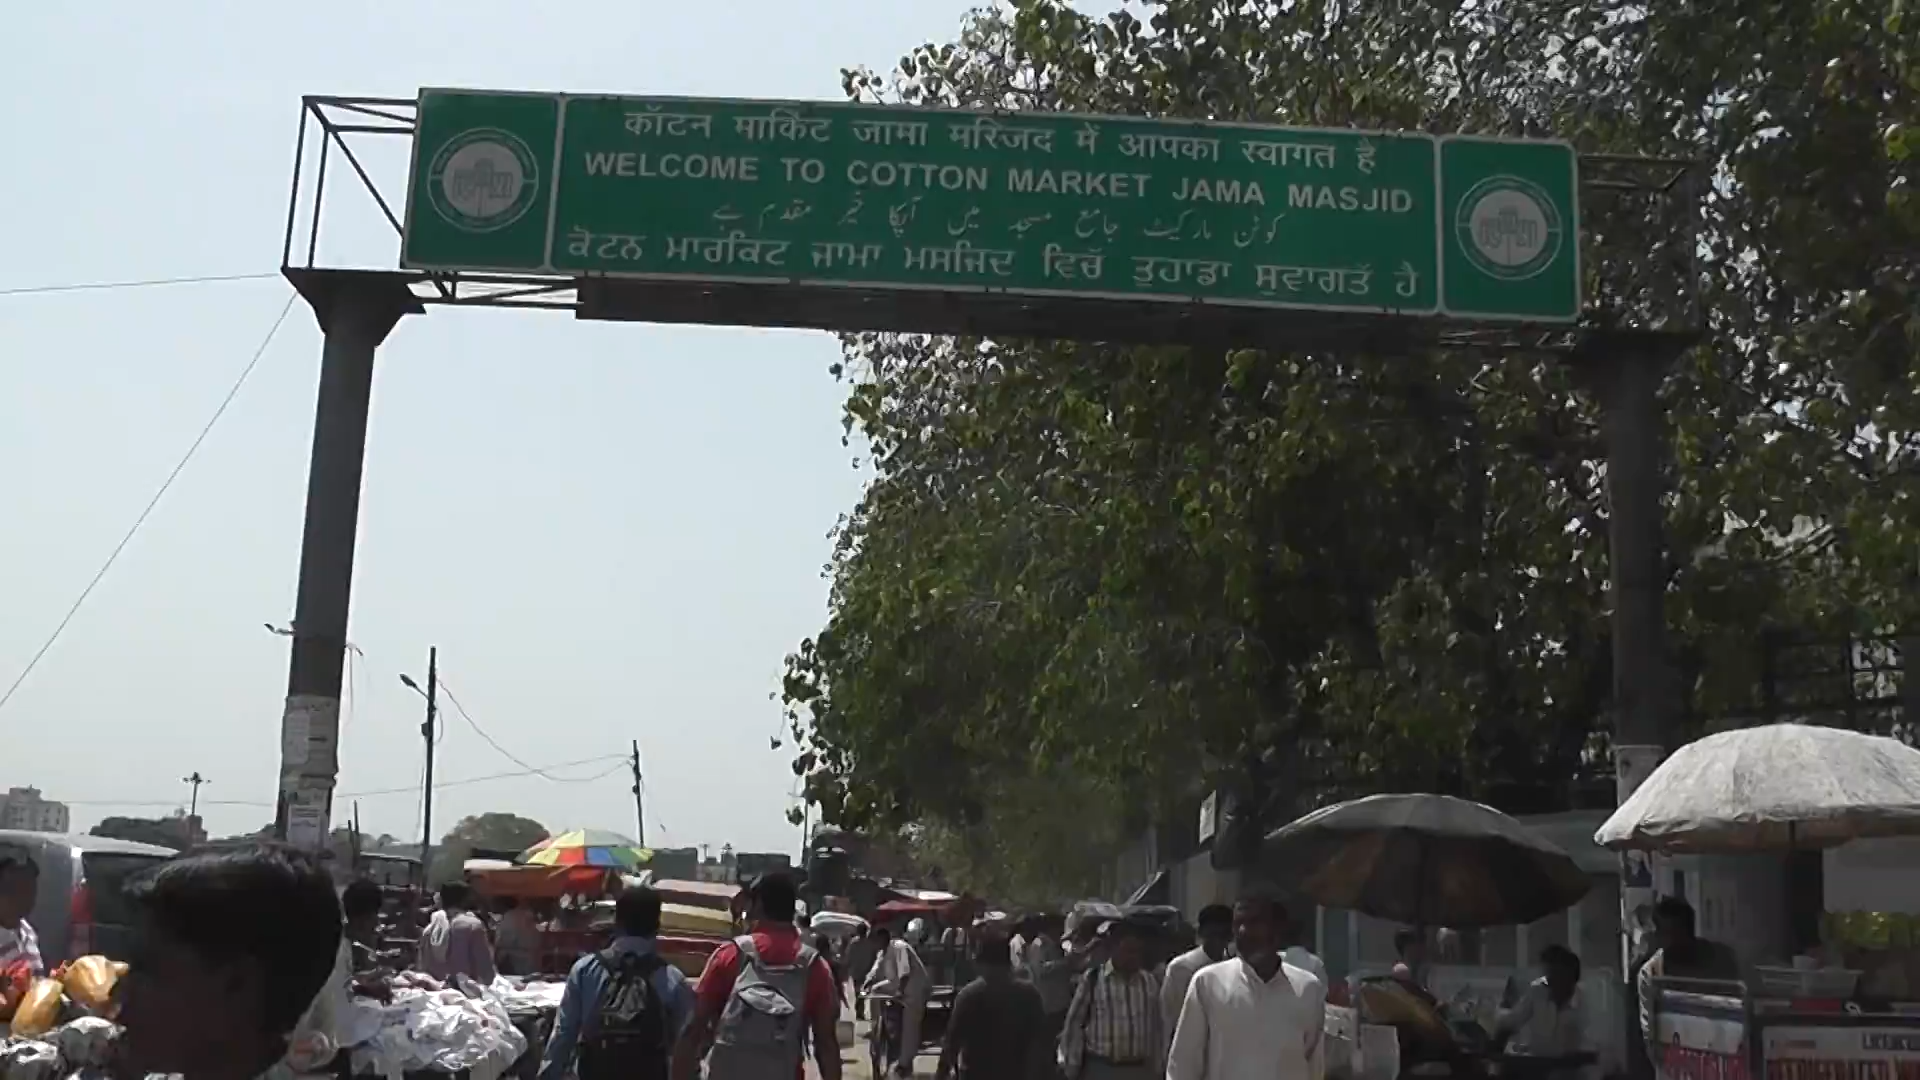 कॉटन मार्किट जामा मस्जिद में आपका स्वागत है
WELCOME TO COTTON MARKET JAMA MASJID
کوٹن مارکیٹ جامع مسجد میں آپکا خیر مقدم ہے
ਕੋਟਨ ਮਾਰਕਿਟ ਜਾਮਾ ਮਸਜਿਦ ਵਿਚੱ ਤੁਹਾਡਾ ਸੁਵਾਗਤੱ ਹੈ